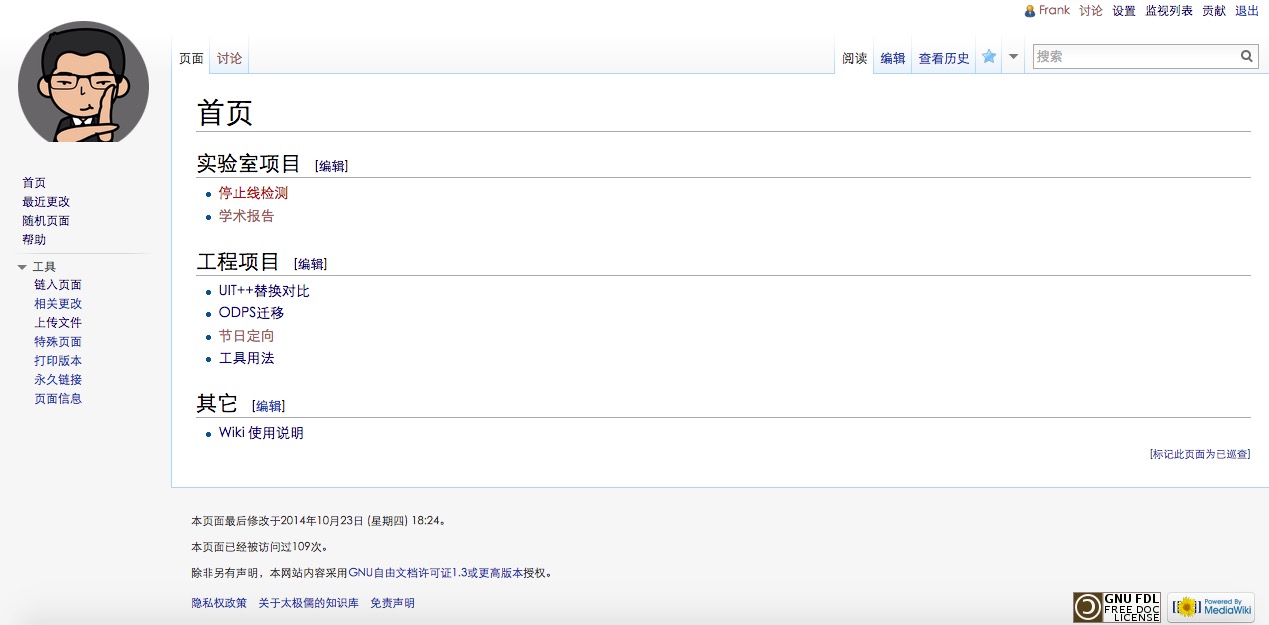 Frank 讨论 设置 监视列表 贡献 退出
页面 讨论 阅读 编辑 查看历史 搜索
首页
实验室项目 [编辑]
停止线检测
学术报告
工程项目 [编辑]
UIT++替换对比
ODPS迁移
节日定向
工具用法
其它 [编辑]
Wiki 使用说明
[标记此页面为已巡查]
首页
最近更改
随机页面
帮助
工具
链入页面
相关更改
上传文件
特殊页面
打印版本
永久链接
页面信息
本页面最后修改于2014年10月23日 (星期四) 18:24。
本页面已经被访问过109次。
除非另有声明，本网站内容采用GNU自由文档许可证1.3或更高版本授权。
隐私权政策 关于太极儒的知识库 免责声明
GNU FDL
FREE DOC
LICENSE
Powered By
MediaWiki